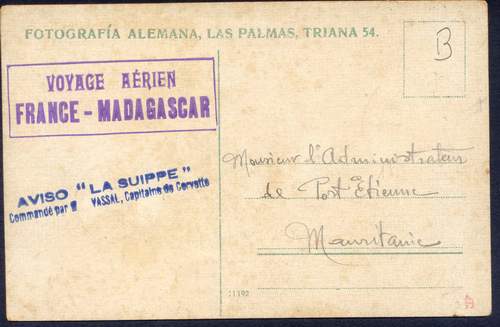 FOTOGRAFÍA ALEMANA, LAS PALMAS, TRIANA 54.
B
VOYAGE AÉRIEN
FRANCE - MADAGASCAR
AVISO "LA SUIPPE"
Commandé par VASSAL, Capitaine de Corvette
Monsieur l'Administrateur
de Port Etienne
Mauritanie
11192